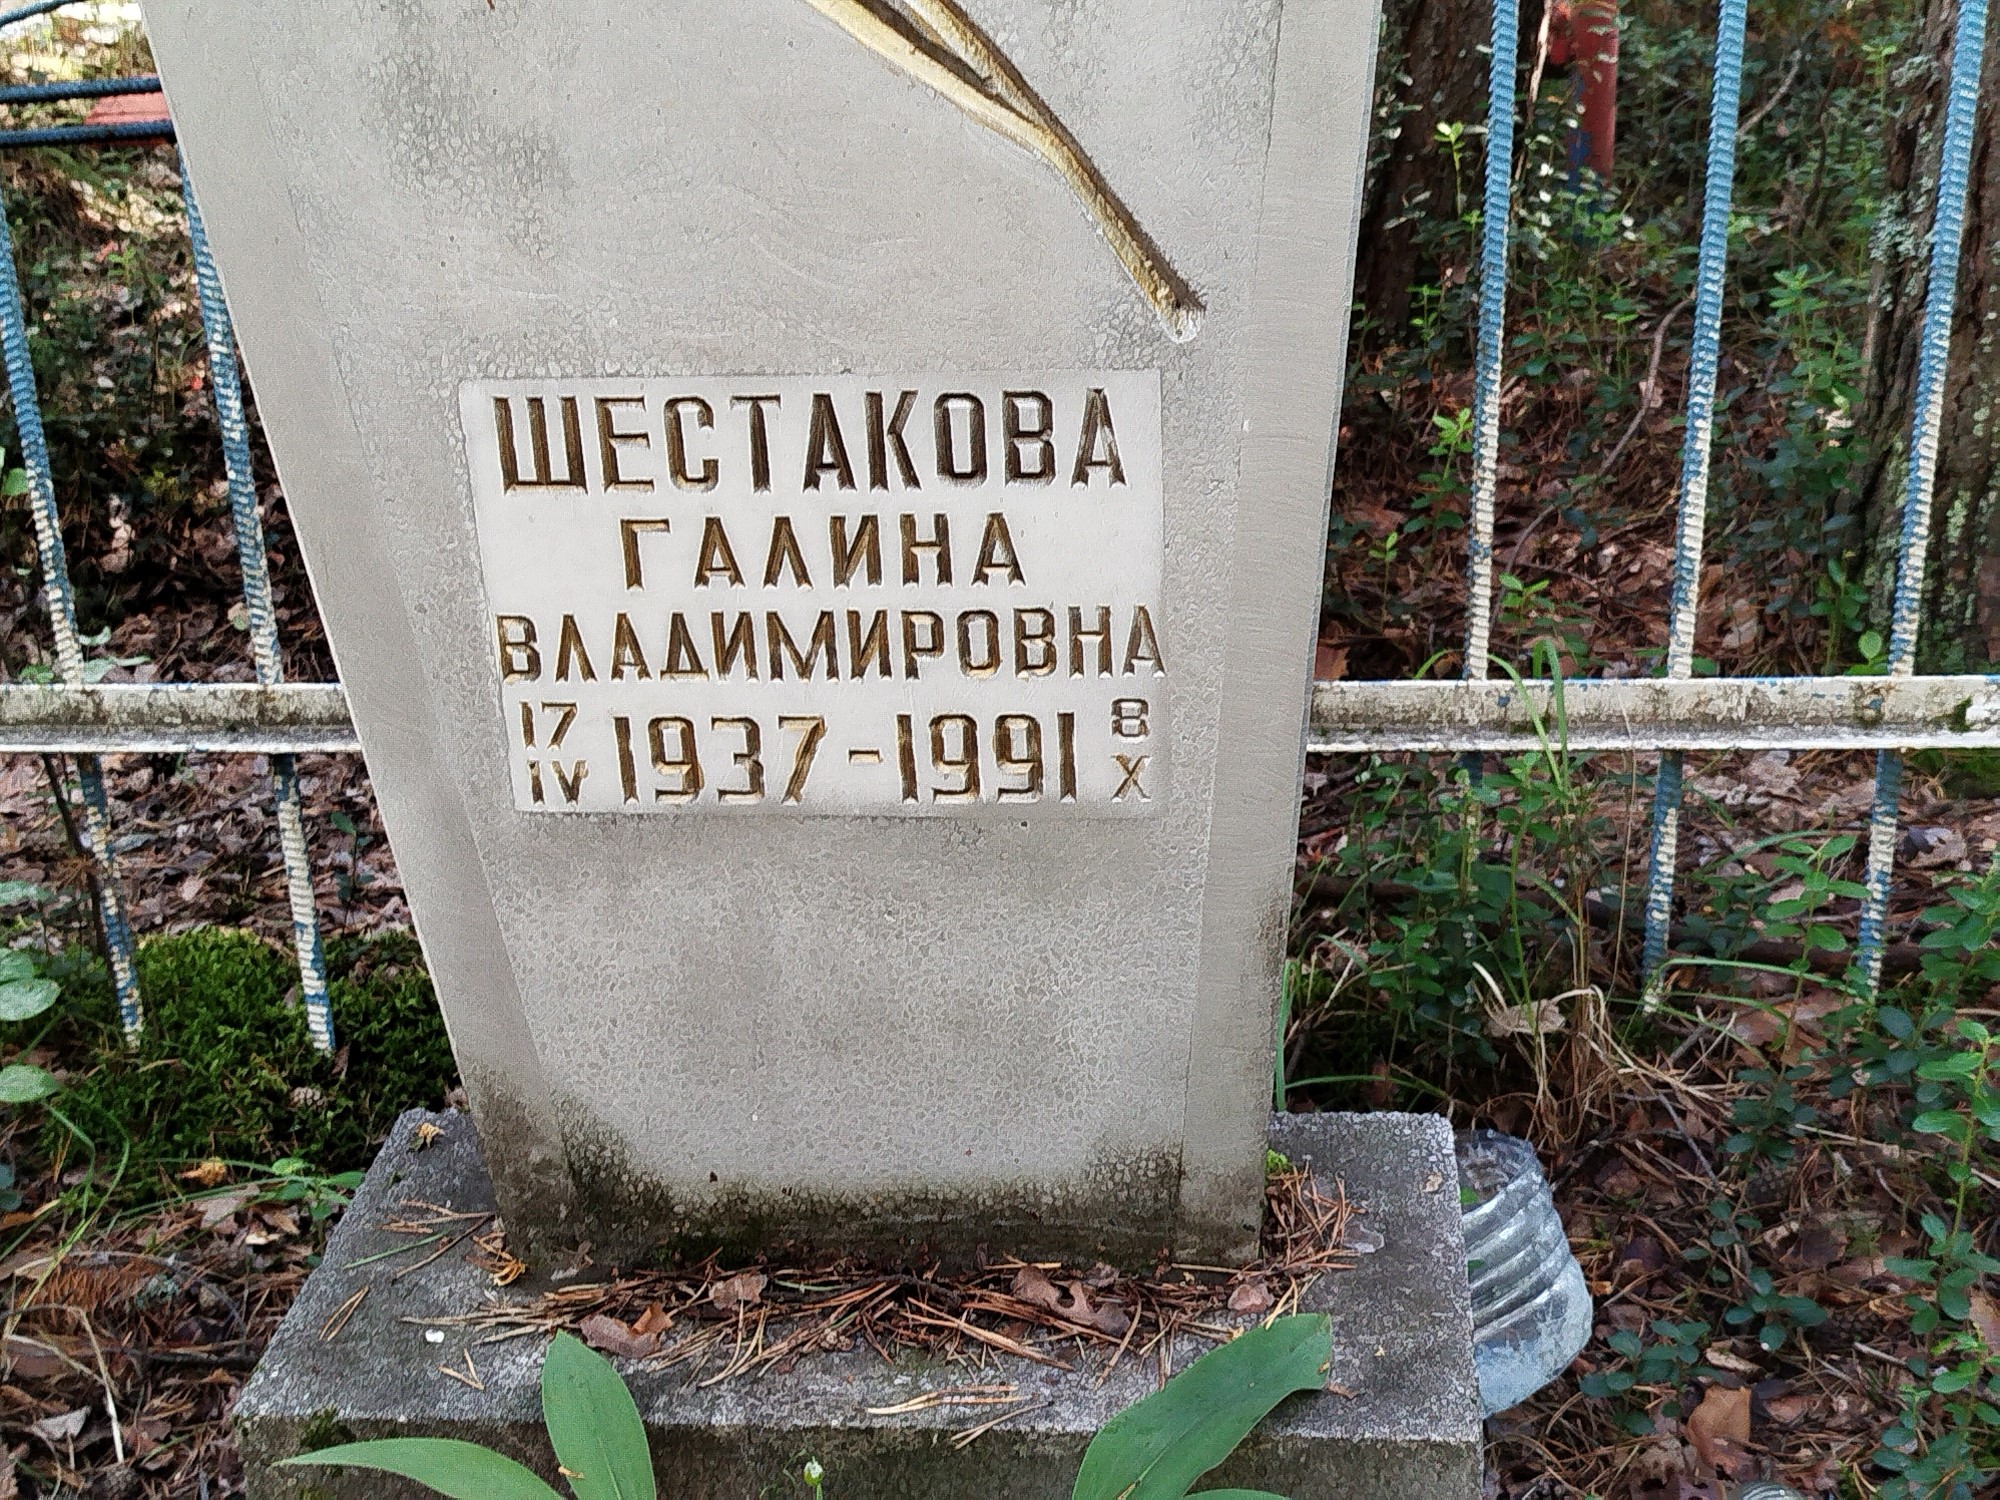 ШЕСТАКОВА
ГАЛИНА
ВЛАДИМИРОВНА
17 IV 1937-1991 8 X